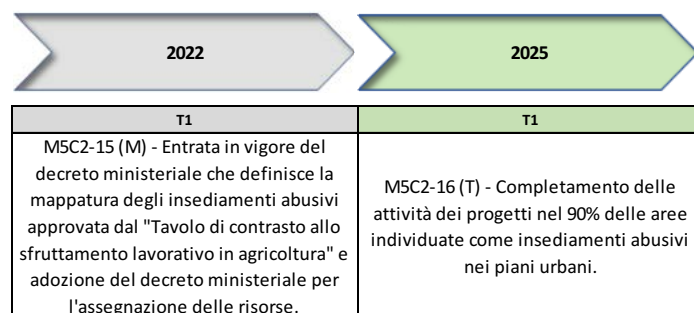 2022
2025
T1
T1
M5C2-15 (M) - Entrata in vigore del
decreto ministeriale che definisce la
mappatura degli insediamenti abusivi
approvata dal "Tavolo di contrasto allo
sfruttamento lavorativo in agricoltura" e
adozione del decreto ministeriale per
l'assegnazione delle risorse.
M5C2-16 (T) - Completamento delle
attività dei progetti nel 90% delle aree
individuate come insediamenti abusivi
nei piani urbani.